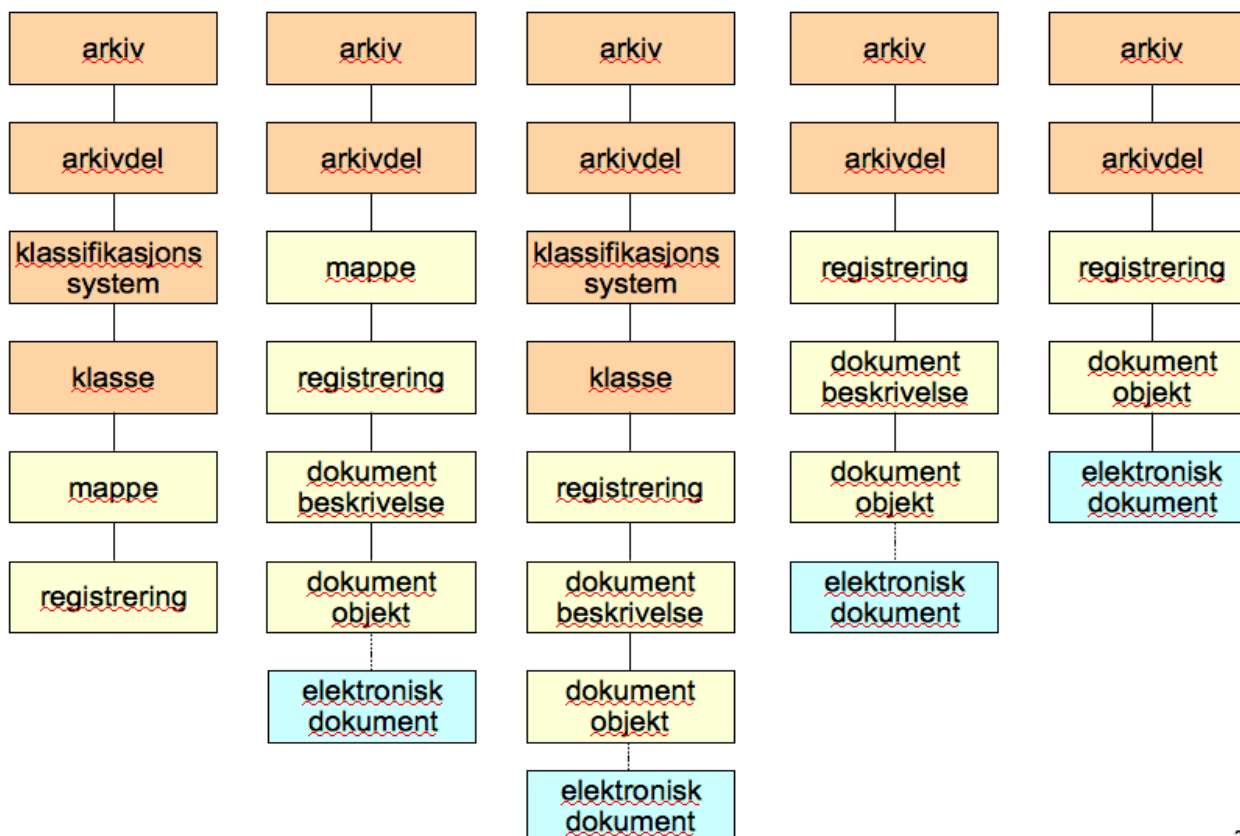 arkiv
arkivdel
klassifikasjons
system
klasse
mappe
registrering
arkiv
arkivdel
mappe
registrering
dokument
beskrivelse
dokument
objekt
elektronisk
dokument
arkiv
arkivdel
klassifikasjons
system
klasse
registrering
dokument
beskrivelse
dokument
objekt
elektronisk
dokument
arkiv
arkivdel
registrering
dokument
beskrivelse
dokument
objekt
elektronisk
dokument
arkiv
arkivdel
registrering
dokument
objekt
elektronisk
dokument